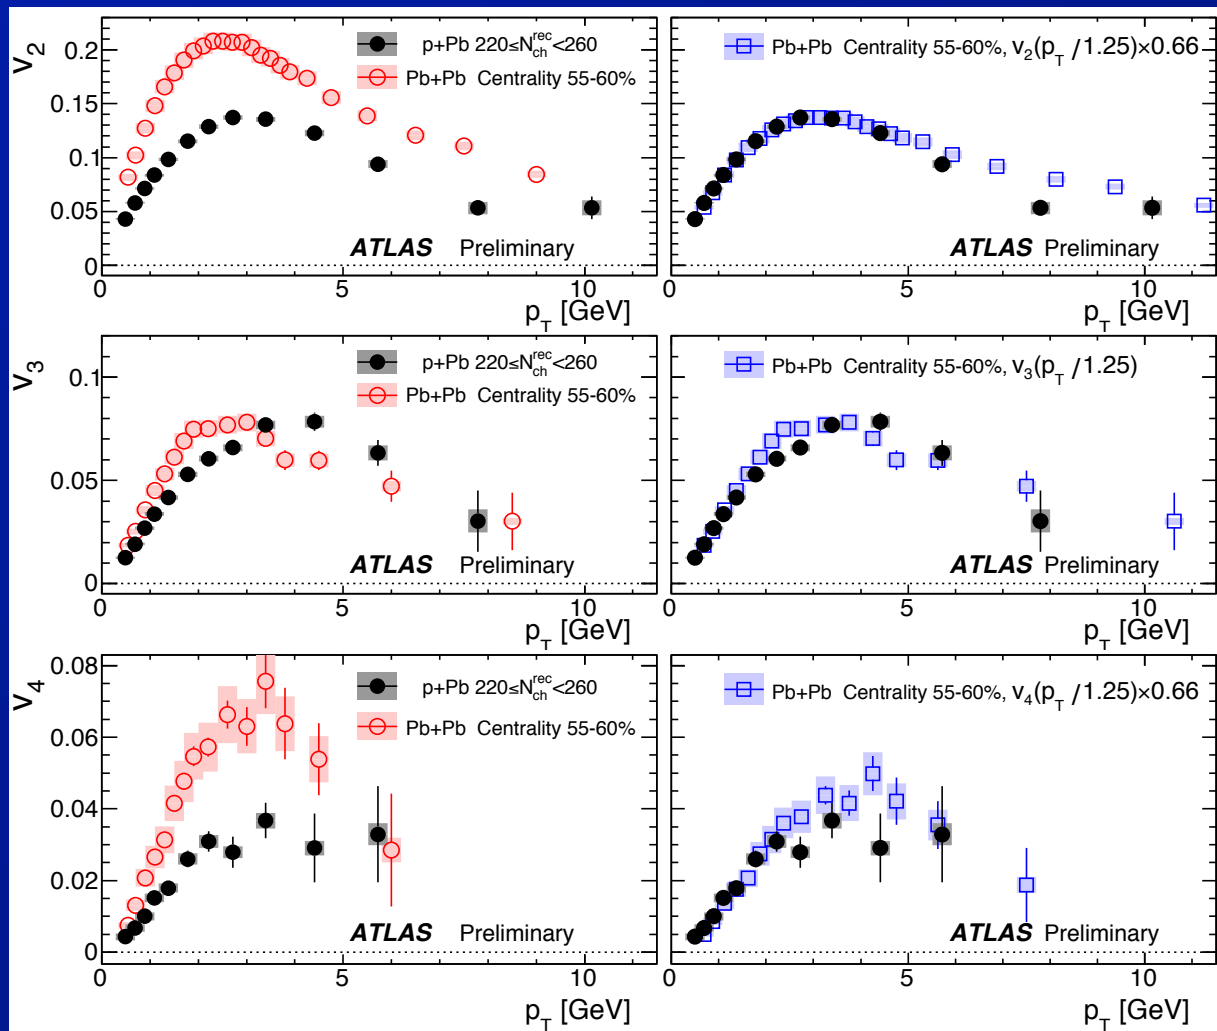 v2
0.2
0.15
0.1
0.05
0
p+Pb 220≤N_ch^rec<260
Pb+Pb Centrality 55-60%
ATLAS Preliminary
0 5 10
p_T [GeV]
Pb+Pb Centrality 55-60%, v_2(p_T /1.25)×0.66
ATLAS Preliminary
0 5 10
p_T [GeV]
v3
0.1
0.05
0
p+Pb 220≤N_ch^rec<260
Pb+Pb Centrality 55-60%
ATLAS Preliminary
0 5 10
p_T [GeV]
Pb+Pb Centrality 55-60%, v_3(p_T /1.25)
ATLAS Preliminary
0 5 10
p_T [GeV]
v4
0.08
0.06
0.04
0.02
0
p+Pb 220≤N_ch^rec<260
Pb+Pb Centrality 55-60%
ATLAS Preliminary
0 5 10
p_T [GeV]
Pb+Pb Centrality 55-60%, v_4(p_T /1.25)×0.66
ATLAS Preliminary
0 5 10
p_T [GeV]